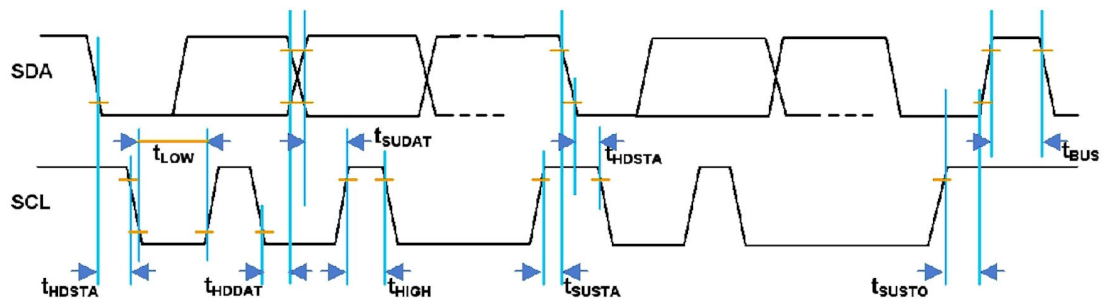 SDA
tLOW
tSUDAT
tHDSTA
tBUS
SCL
tHDSTA
tHDDAT
tHIGH
tSUSTA
tSUSTO